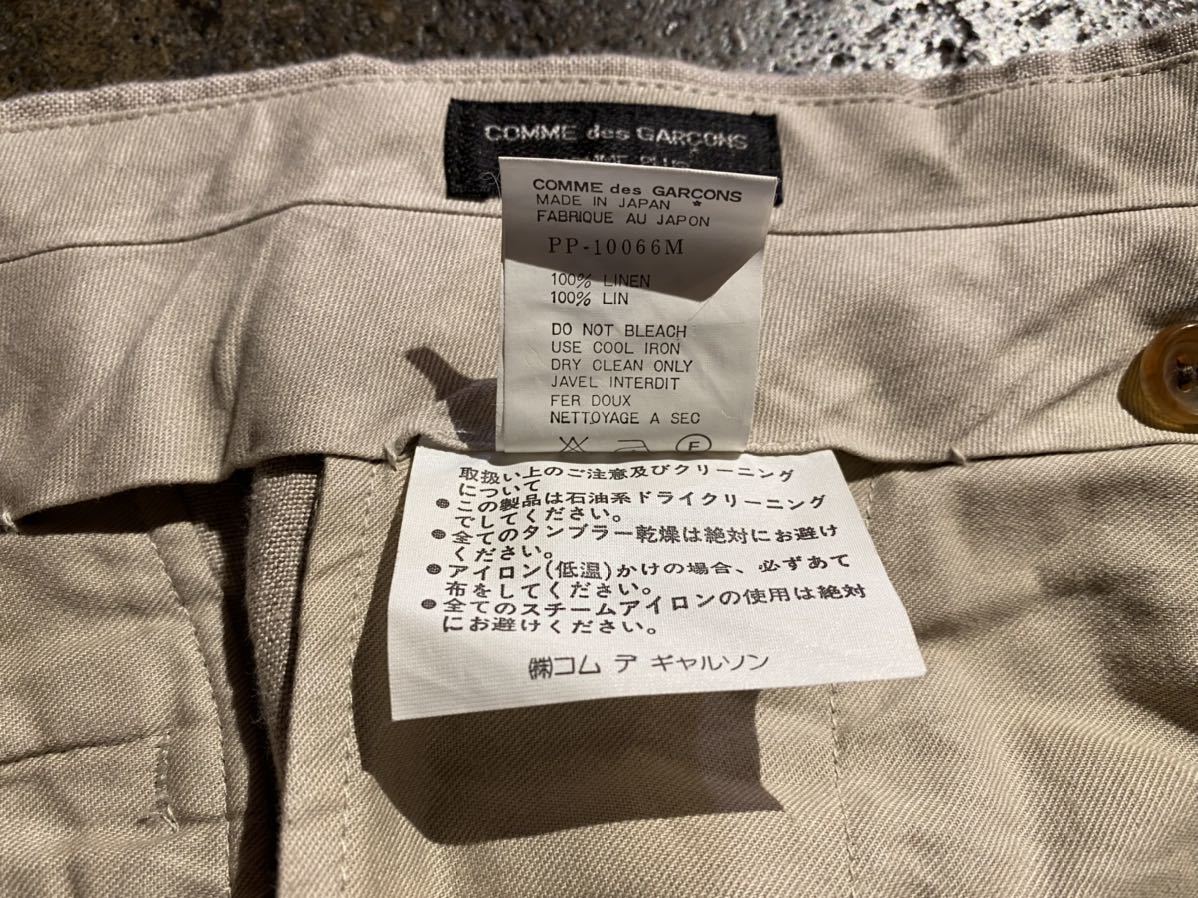 COMME des GARÇONS
COMME des GARÇONS
MADE IN JAPAN *
FABRIQUE AU JAPON
PP-10066M
100% LINEN
100% LIN
DO NOT BLEACH
USE COOL IRON
DRY CLEAN ONLY
JAVEL INTERDIT
FER DOUX
NETTOYAGE A SEC
F
取扱い上のご注意及びクリーニング
について
●この製品は石油系ドライクリーニング
でしてください。
●全てのタンブラー乾燥は絶対にお避け
ください。
●アイロン(低温)かけの場合、必ずあて
布をしてください。
●全てのスチームアイロンの使用は絶対
にお避けください。
㈱コム デ ギャルソン